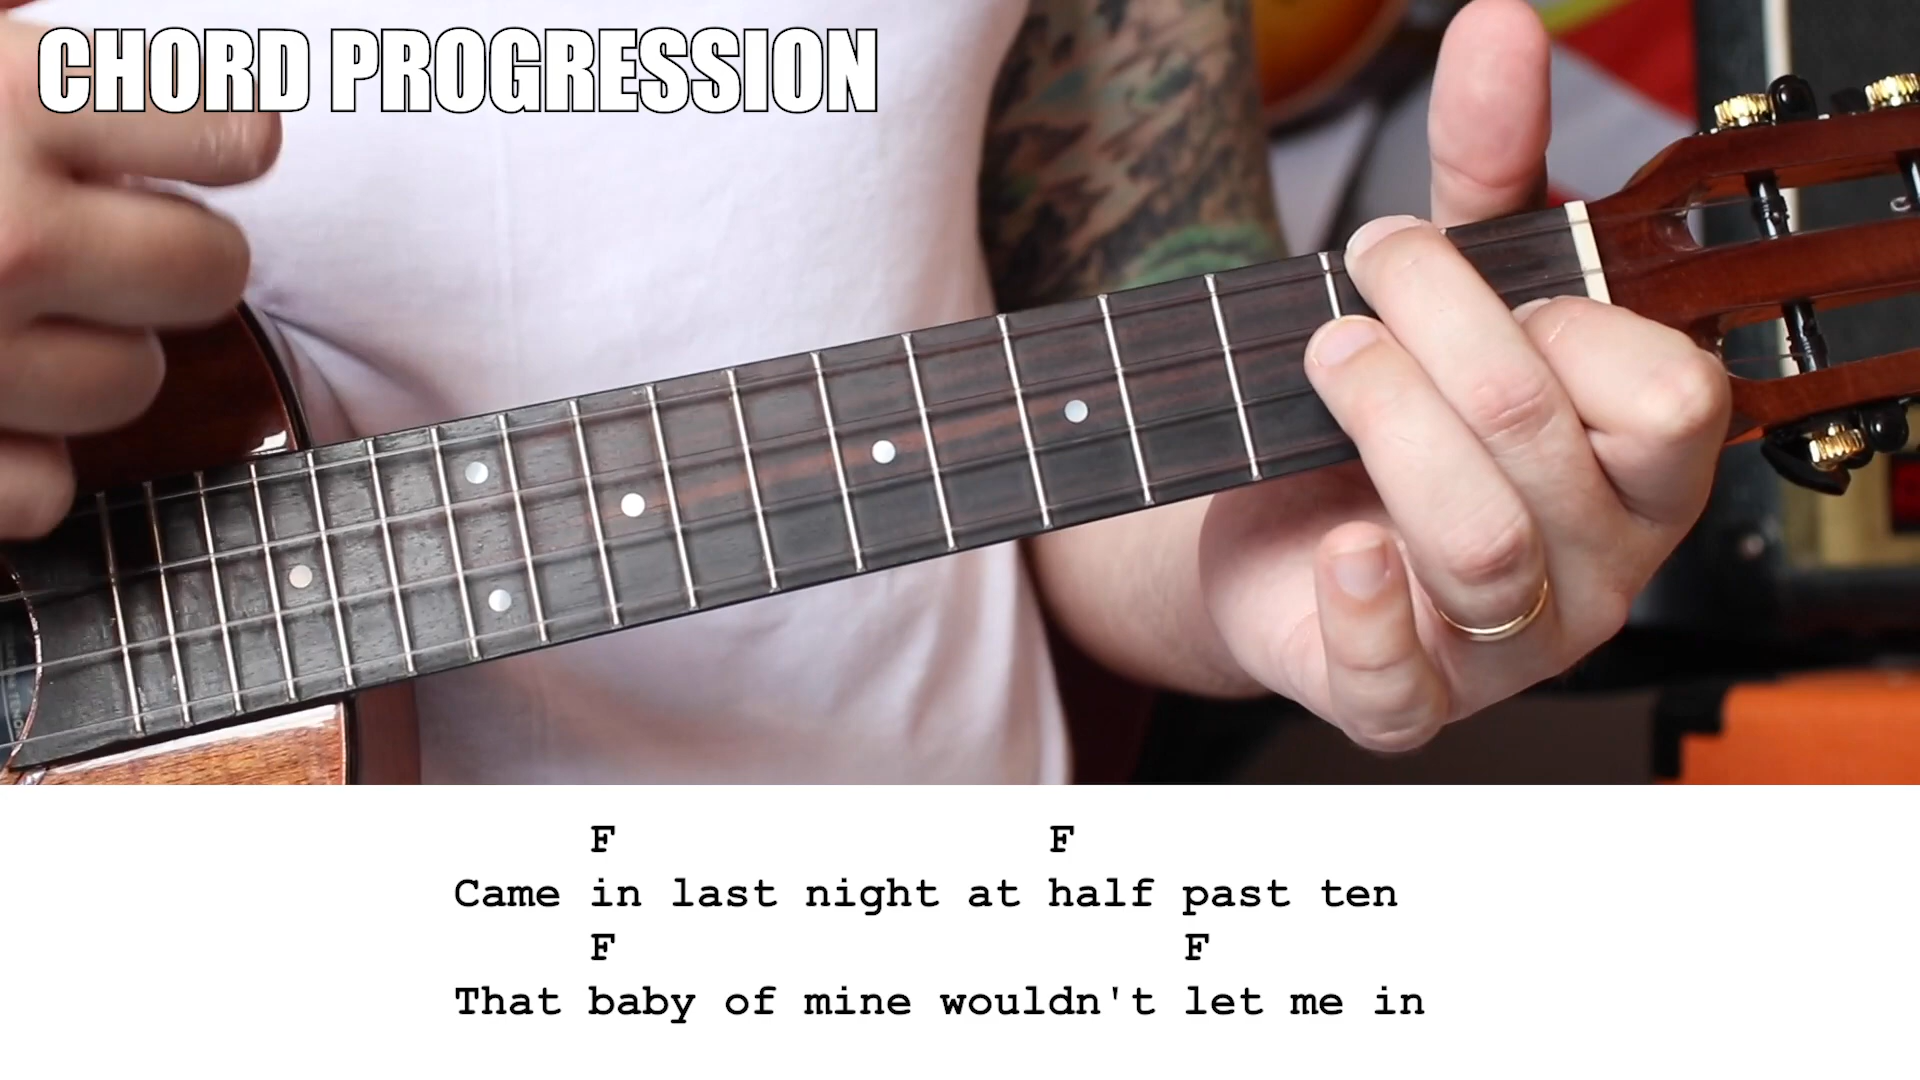 CHORD PROGRESSION
F F
Came in last night at half past ten
F F
That baby of mine wouldn't let me in